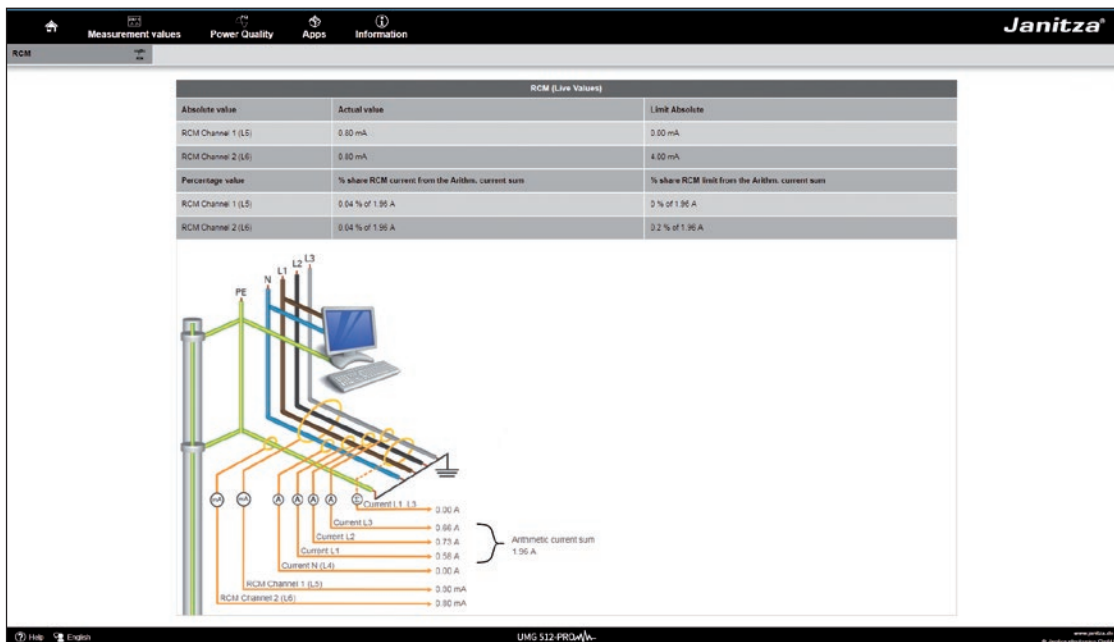 Measurement values Power Quality Apps Information Janitza®
RCM
RCM (Live Values)
Absolute value Actual value Limit Absolute
RCM Channel 1 (L5) 0.80 mA 0.00 mA
RCM Channel 2 (L6) 0.80 mA 4.00 mA
Percentage value % share RCM current from the Arithm. current sum % share RCM limit from the Arithm. current sum
RCM Channel 1 (L5) 0.04 % of 1.96 A 0 % of 1.96 A
RCM Channel 2 (L6) 0.04 % of 1.96 A 0.2 % of 1.96 A
PE N L1 L2 L3
mA mA A A A A
Current L1..L3 0.00 A
Current L3 0.66 A
Current L2 0.73 A
Arithmetic current sum
Current L1 0.58 A
1.96 A
Current N (L4) 0.00 A
RCM Channel 1 (L5) 0.80 mA
RCM Channel 2 (L6) 0.80 mA
Help English UMG 512-PRO www.janitza.de